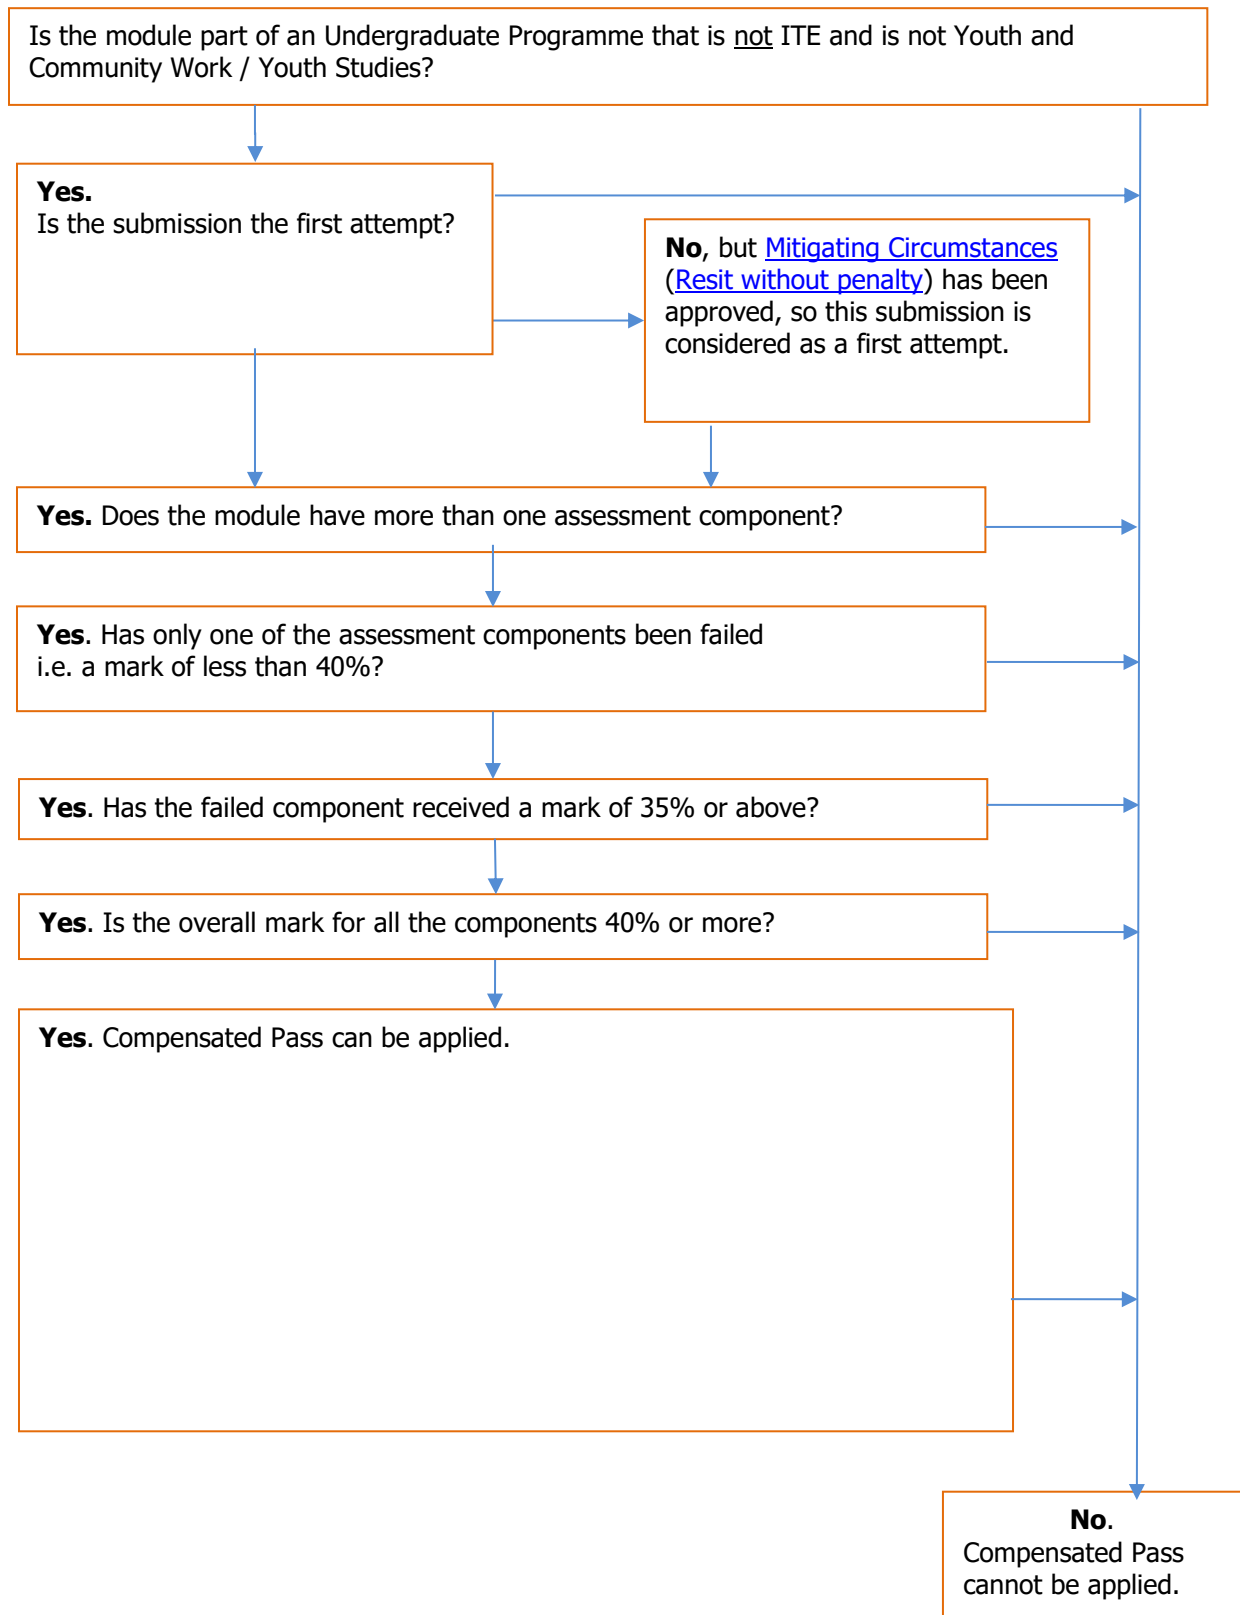 Is the module part of an Undergraduate Programme that is not ITE and is not Youth and
Community Work / Youth Studies?
Yes.
Is the submission the first attempt?
No, but Mitigating Circumstances
(Resit without penalty) has been
approved, so this submission is
considered as a first attempt.
Yes. Does the module have more than one assessment component?
Yes. Has only one of the assessment components been failed
i.e. a mark of less than 40%?
Yes. Has the failed component received a mark of 35% or above?
Yes. Is the overall mark for all the components 40% or more?
Yes. Compensated Pass can be applied.
No.
Compensated Pass
cannot be applied.